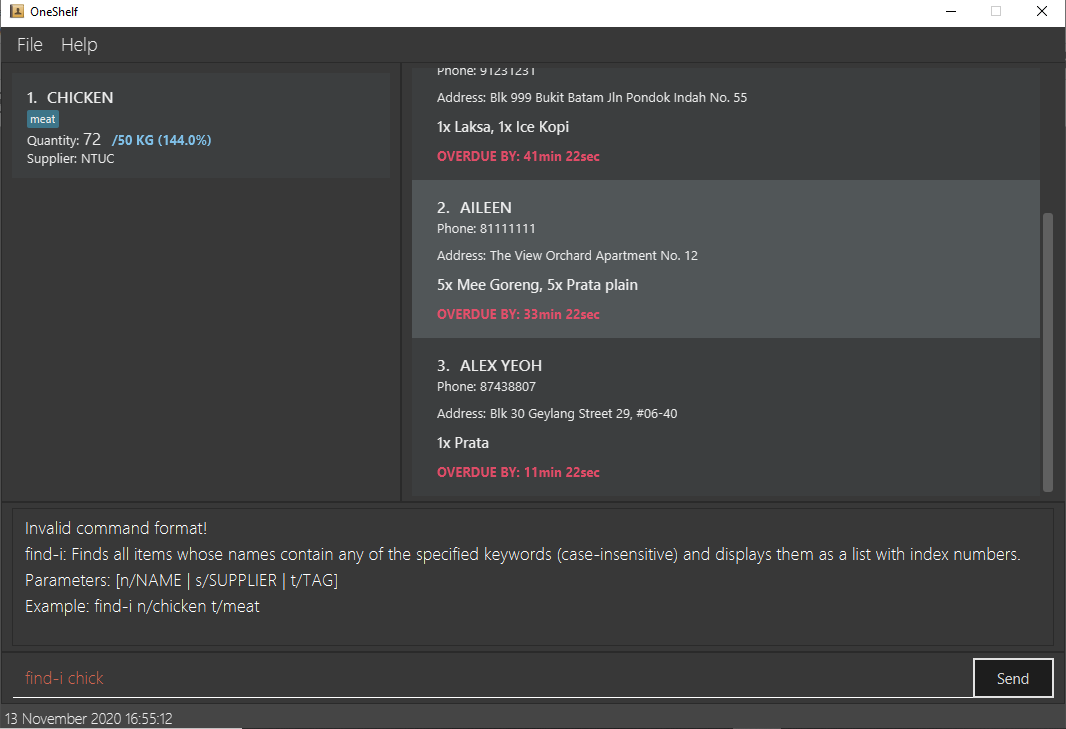 OneShelf
File Help
1. CHICKEN
meat
Quantity: 72 /50 KG (144.0%)
Supplier: NTUC
Phone: 91231231
Address: Blk 999 Bukit Batam Jln Pondok Indah No. 55
1x Laksa, 1x Ice Kopi
OVERDUE BY: 41min 22sec
2. AILEEN
Phone: 81111111
Address: The View Orchard Apartment No. 12
5x Mee Goreng, 5x Prata plain
OVERDUE BY: 33min 22sec
3. ALEX YEOH
Phone: 87438807
Address: Blk 30 Geylang Street 29, #06-40
1x Prata
OVERDUE BY: 11min 22sec
Invalid command format!
find-i: Finds all items whose names contain any of the specified keywords (case-insensitive) and displays them as a list with index numbers.
Parameters: [n/NAME | s/SUPPLIER | t/TAG]
Example: find-i n/chicken t/meat
find-i chick
Send
13 November 2020 16:55:12